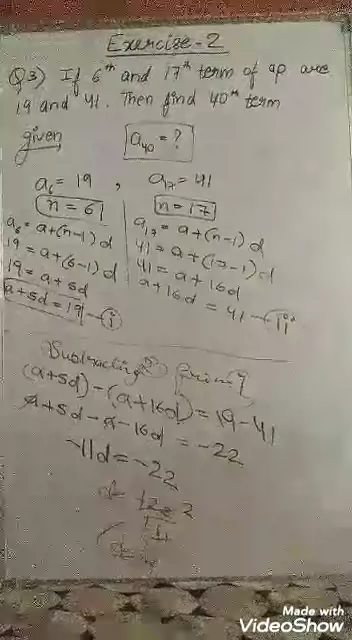 Exercise-2
Q3) If 6th and 17th term of ap are
19 and 41. Then find 40th term
given
a40 = ?
a6 = 19 , a17 = 41
n = 6
a6 = a+(n-1)d
19 = a+(6-1)d
19 = a+5d
a+5d = 19 - (i)
n = 17
a17 = a+(n-1)d
41 = a+(17-1)d
41 = a+16d
a+16d = 41 - (ii)
Subtracting
(a+5d) - (a+16d) = 19-41
a+5d-a-16d = -22
-11d = -22
Made with
VideoShow